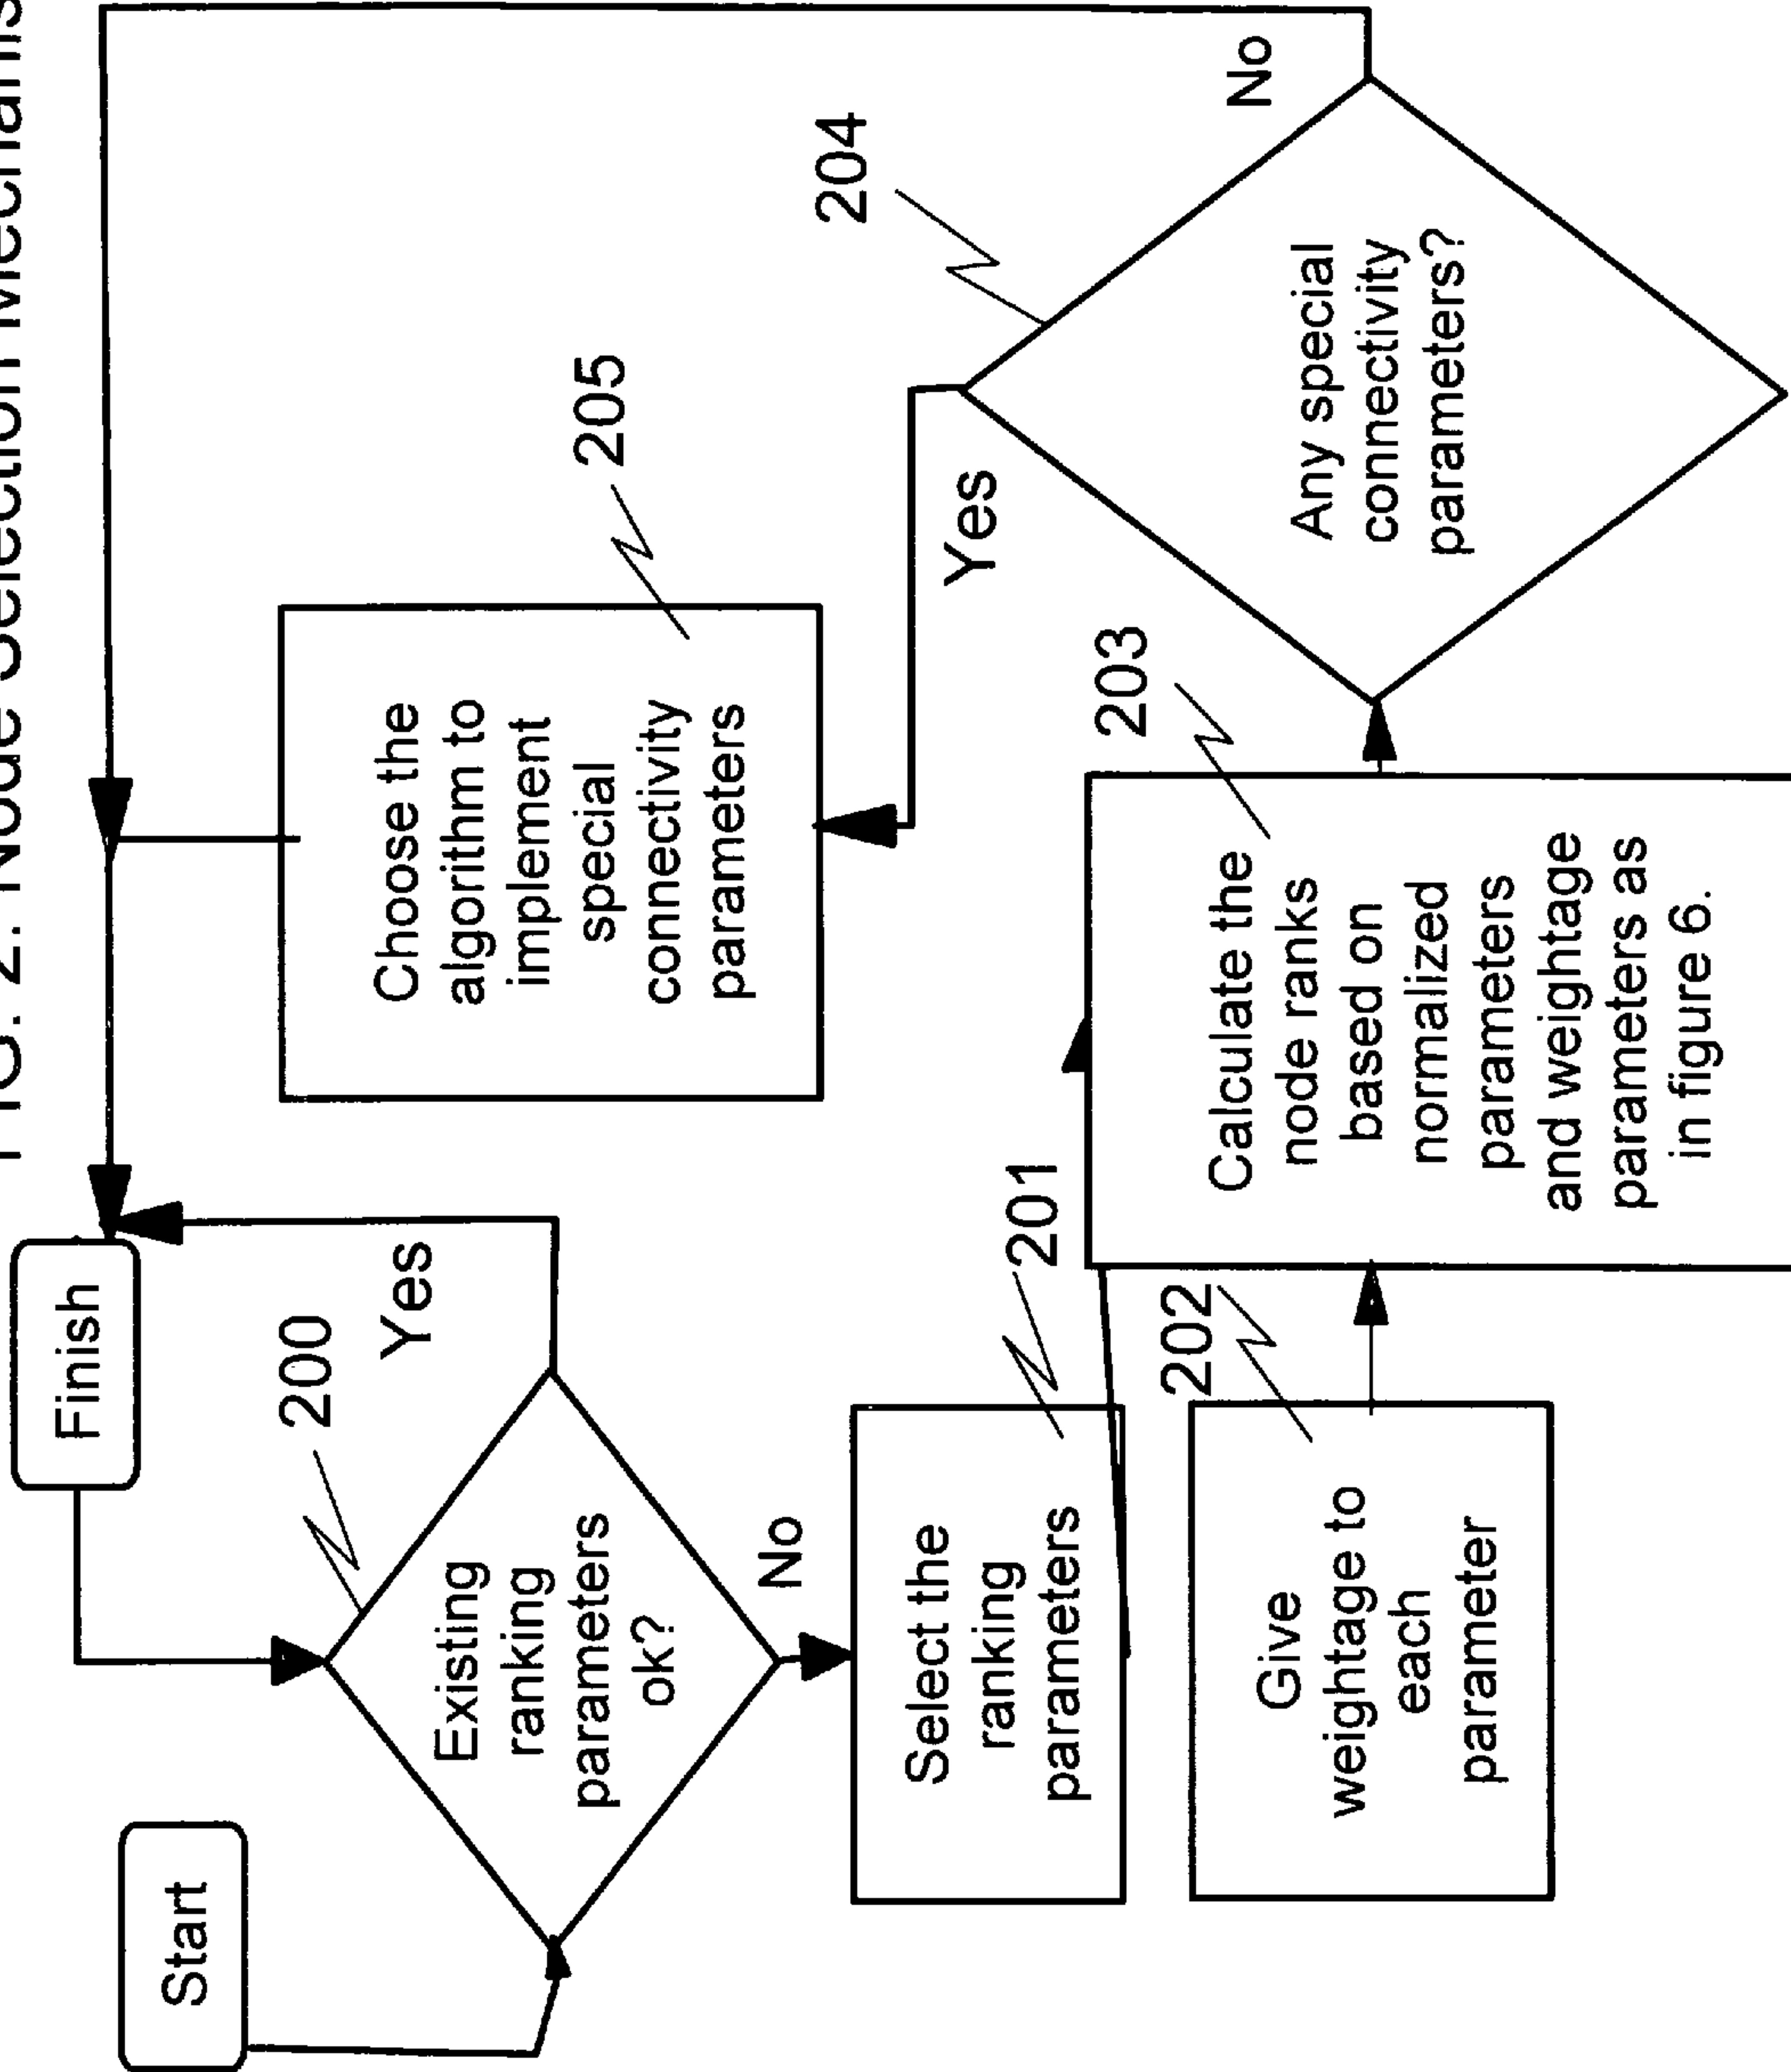 FIG. 2. Node Selection Mechanis
Start
Finish
200
Existing
ranking
parameters
ok?
Yes
No
Select the
ranking
parameters
201
Give
weightage to
each
parameter
202
Calculate the
node ranks
based on
normalized
parameters
and weightage
parameters as
in figure 6.
203
Any special
connectivity
parameters?
204
Yes
No
Choose the
algorithm to
implement
special
connectivity
parameters
205